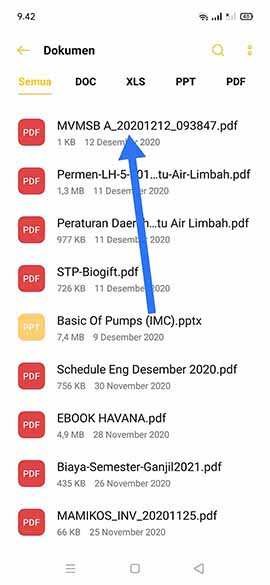 9.42
Dokumen
Semua DOC XLS PPT PDF
PDF MVMSB A_20201212_093847.pdf
1 KB 12 Desember 2020
PDF Permen-LH-5-201...tu-Air-Limbah.pdf
1,3 MB 11 Desember 2020
PDF Peraturan Daerah...tu Air Limbah.pdf
977 KB 11 Desember 2020
PDF STP-Biogift.pdf
726 KB 11 Desember 2020
PPT Basic Of Pumps (IMC).pptx
7,4 MB 9 Desember 2020
PDF Schedule Eng Desember 2020.pdf
756 KB 30 November 2020
PDF EBOOK HAVANA.pdf
4,9 MB 28 November 2020
PDF Biaya-Semester-Ganjil2021.pdf
435 KB 26 November 2020
PDF MAMIKOS_INV_20201125.pdf
66 KB 25 November 2020